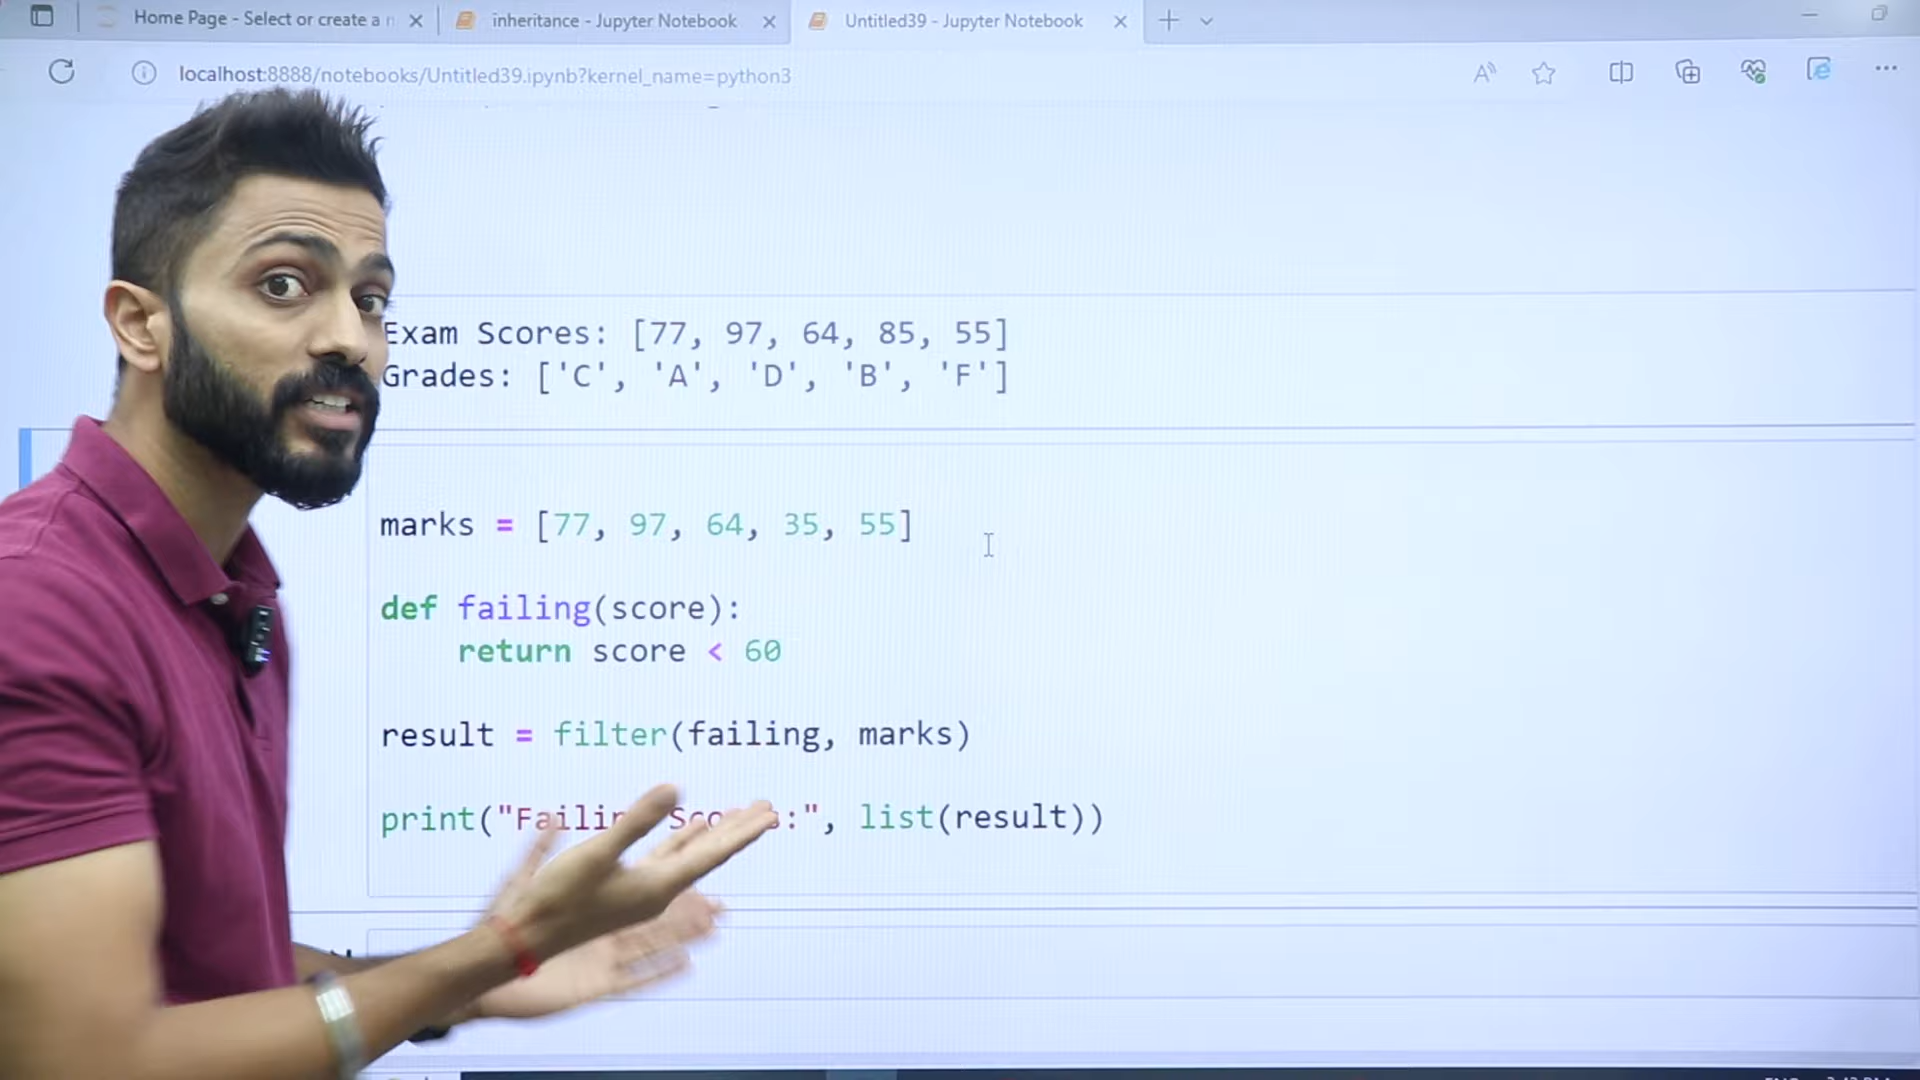 Home Page - Select or create a n
inheritance - Jupyter Notebook
Untitled39 - Jupyter Notebook
localhost:8888/notebooks/Untitled39.ipynb?kernel_name=python3
Exam Scores: [77, 97, 64, 85, 55]
Grades: ['C', 'A', 'D', 'B', 'F']
marks = [77, 97, 64, 35, 55]
def failing(score):
return score < 60
result = filter(failing, marks)
print("Failing Scores:", list(result))